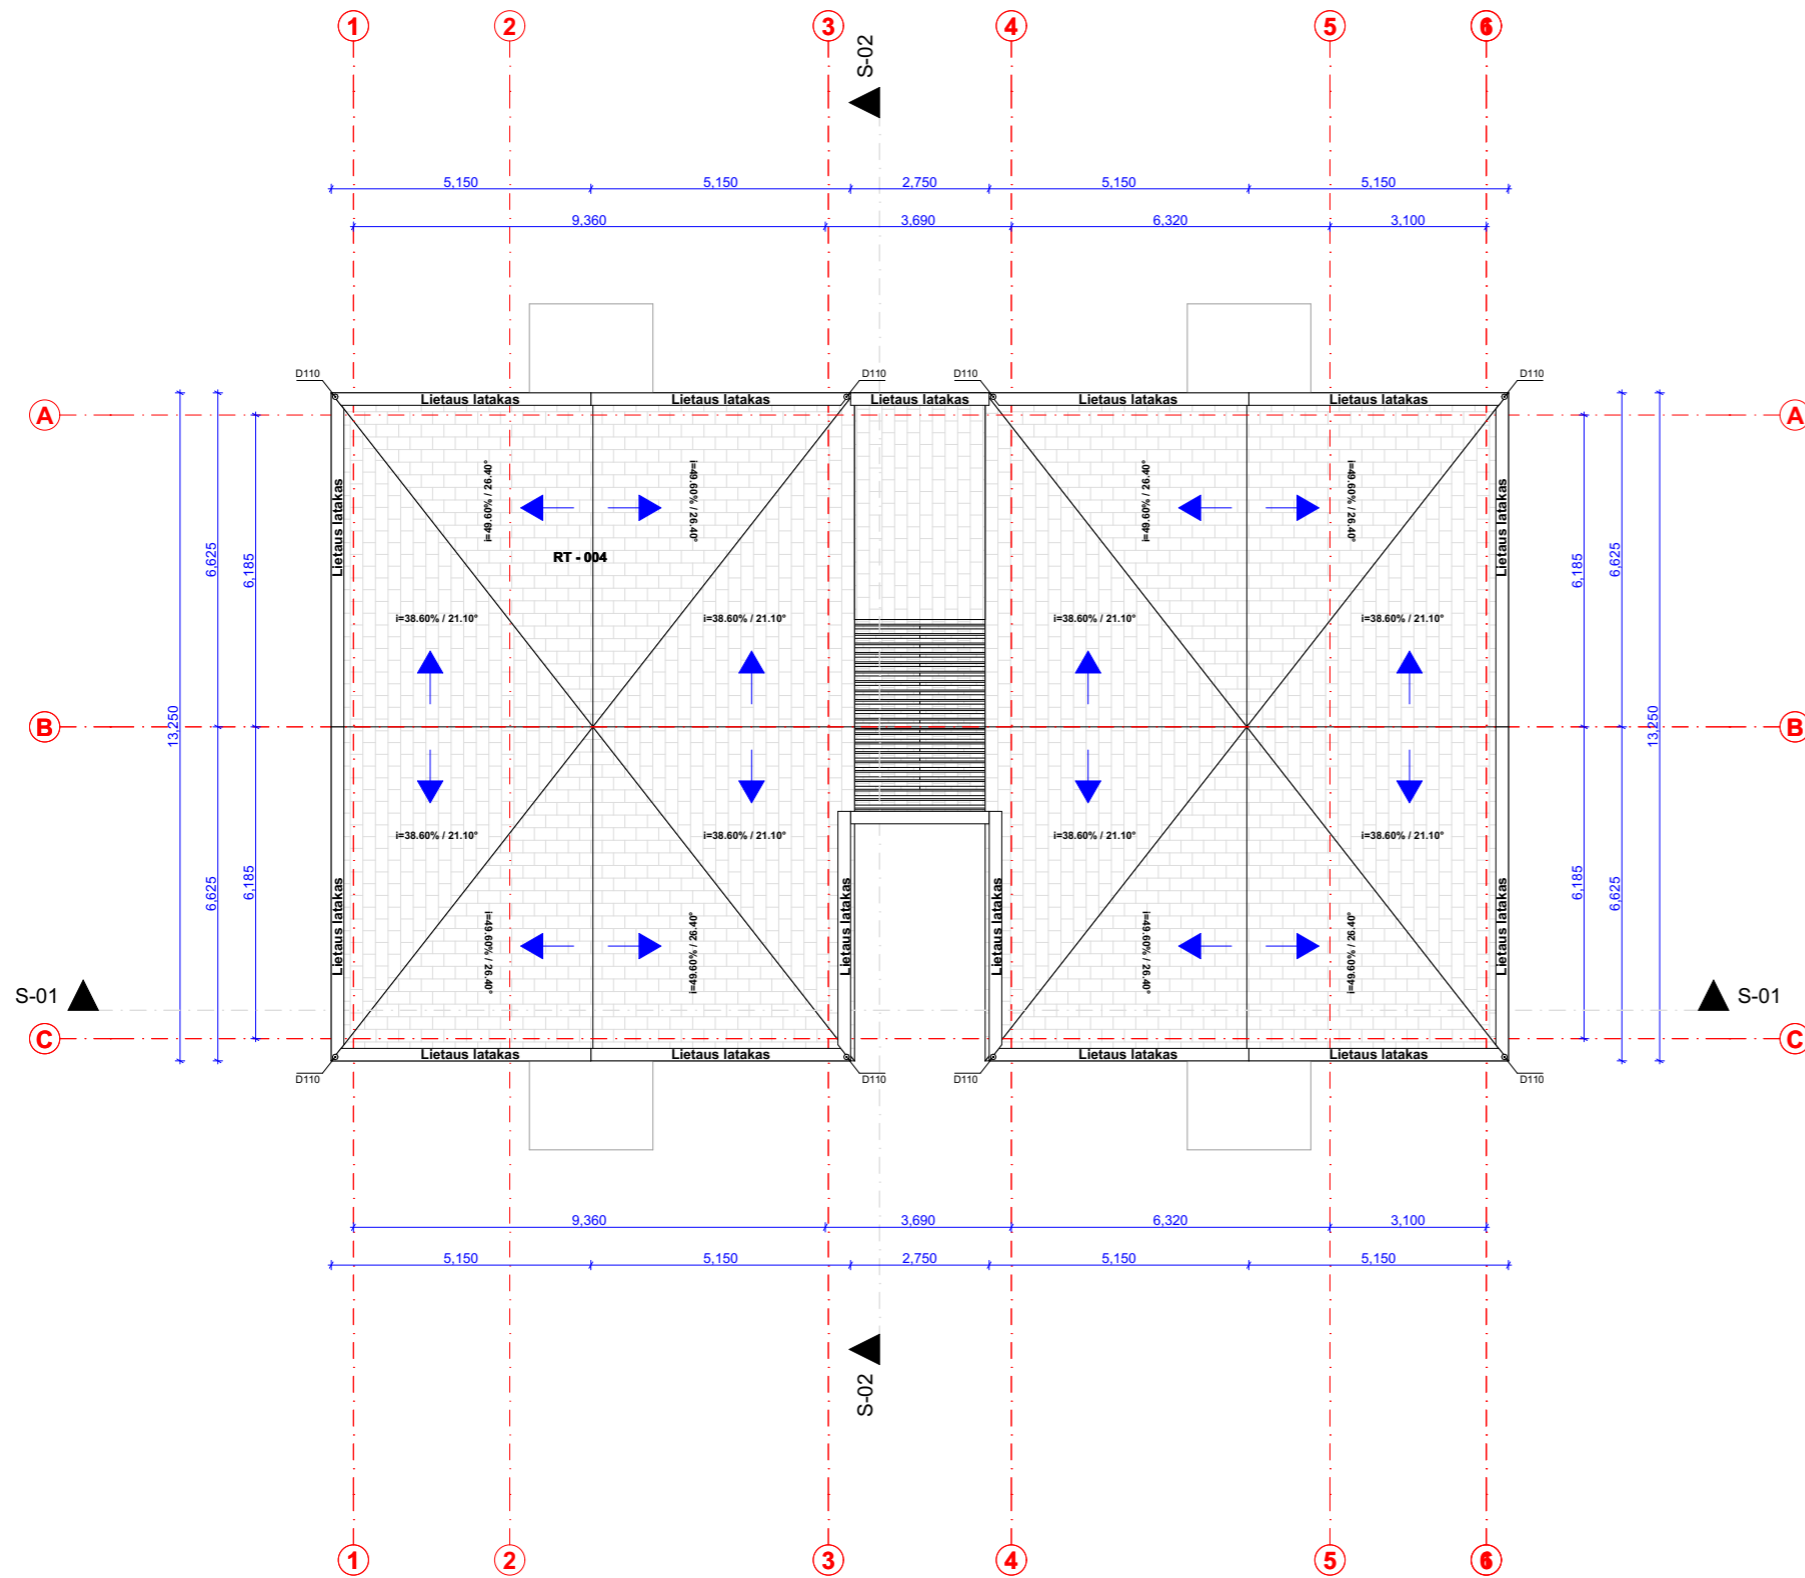 1 2 3 4 5 6
S-02
5,150 5,150 2,750 5,150 5,150
9,360 3,690 6,320 3,100
D110 D110 D110 D110
Lietaus latakas Lietaus latakas Lietaus latakas Lietaus latakas Lietaus latakas
A A
i=49.60% / 26.40° i=49.60% / 26.40° i=49.60% / 26.40° i=49.60% / 26.40°
Lietaus latakas Lietaus latakas
RT - 004
6,625 6,185 6,185 6,625
i=38.60% / 21.10° i=38.60% / 21.10° i=38.60% / 21.10° i=38.60% / 21.10°
13,250 13,250
B B
i=38.60% / 21.10° i=38.60% / 21.10° i=38.60% / 21.10° i=38.60% / 21.10°
6,625 6,185 6,185 6,625
Lietaus latakas Lietaus latakas Lietaus latakas Lietaus latakas
i=49.60% / 26.40° i=49.60% / 26.40° i=49.60% / 26.40° i=49.60% / 26.40°
S-01 S-01
C C
Lietaus latakas Lietaus latakas Lietaus latakas Lietaus latakas
D110 D110 D110 D110
9,360 3,690 6,320 3,100
5,150 5,150 2,750 5,150 5,150
S-02
1 2 3 4 5 6